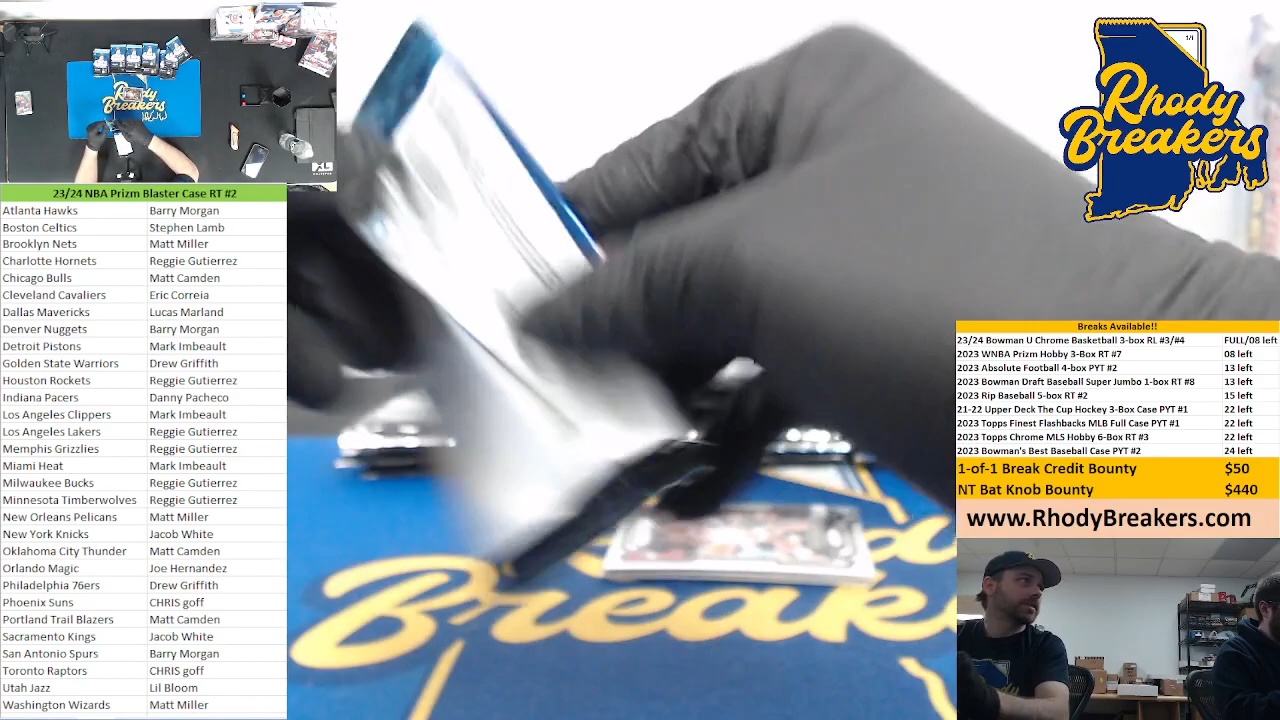 23/24 NBA Prizm Blaster Case RT #2
Atlanta Hawks Barry Morgan
Boston Celtics Stephen Lamb
Brooklyn Nets Matt Miller
Charlotte Hornets Reggie Gutierrez
Chicago Bulls Matt Camden
Cleveland Cavaliers Eric Correia
Dallas Mavericks Lucas Marland
Denver Nuggets Barry Morgan
Detroit Pistons Mark Imbeault
Golden State Warriors Drew Griffith
Houston Rockets Reggie Gutierrez
Indiana Pacers Danny Pacheco
Los Angeles Clippers Mark Imbeault
Los Angeles Lakers Reggie Gutierrez
Memphis Grizzlies Reggie Gutierrez
Miami Heat Mark Imbeault
Milwaukee Bucks Reggie Gutierrez
Minnesota Timberwolves Reggie Gutierrez
New Orleans Pelicans Matt Miller
New York Knicks Jacob White
Oklahoma City Thunder Matt Camden
Orlando Magic Joe Hernandez
Philadelphia 76ers Drew Griffith
Phoenix Suns CHRIS goff
Portland Trail Blazers Matt Camden
Sacramento Kings Jacob White
San Antonio Spurs Barry Morgan
Toronto Raptors CHRIS goff
Utah Jazz Lil Bloom
Washington Wizards Matt Miller
Rhody
Breakers
Breake
1/1
Rhody
Breakers
Breaks Available!!
23/24 Bowman U Chrome Basketball 3-box RL #3/#4 FULL/08 left
2023 WNBA Prizm Hobby 3-Box RT #7 08 left
2023 Absolute Football 4-box PYT #2 13 left
2023 Bowman Draft Baseball Super Jumbo 1-box RT #8 13 left
2023 Rip Baseball 5-box RT #2 15 left
21-22 Upper Deck The Cup Hockey 3-Box Case PYT #1 22 left
2023 Topps Finest Flashbacks MLB Full Case PYT #1 22 left
2023 Topps Chrome MLS Hobby 6-Box RT #3 22 left
2023 Bowman's Best Baseball Case PYT #2 24 left
1-of-1 Break Credit Bounty $50
NT Bat Knob Bounty $440
www.RhodyBreakers.com